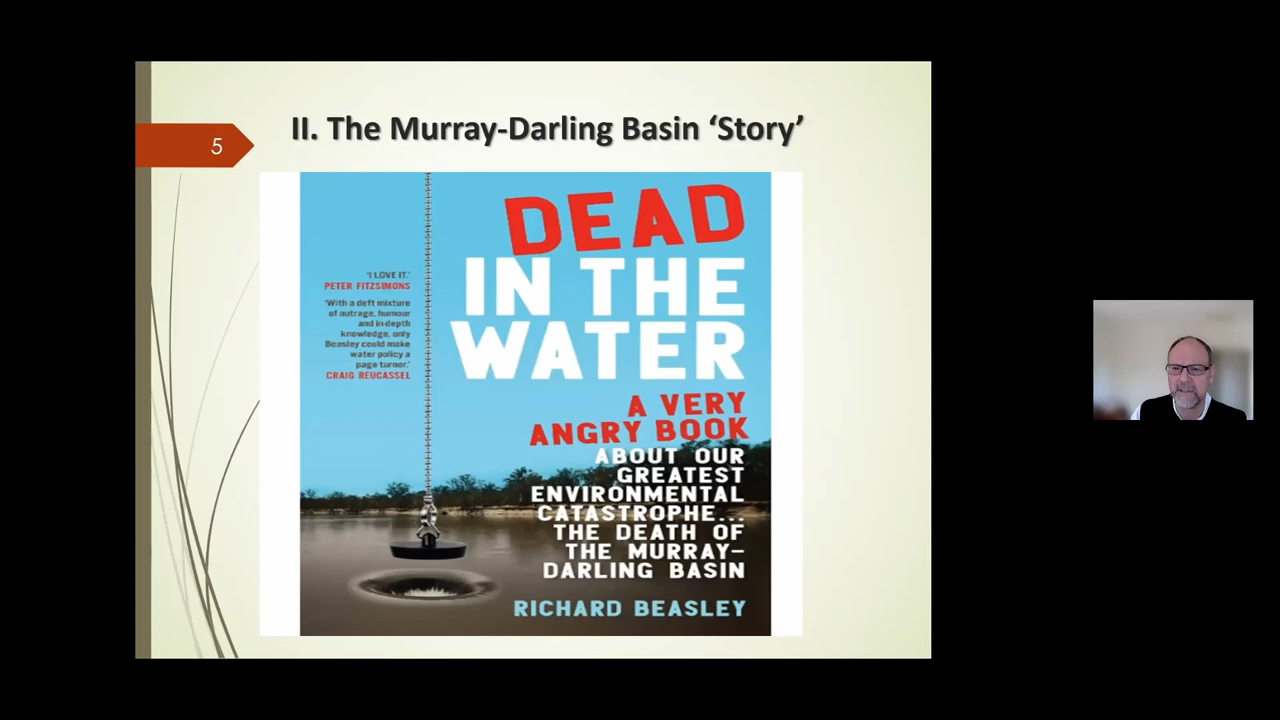 5
II. The Murray-Darling Basin ‘Story’
DEAD
IN THE
WATER
'I LOVE IT.'
PETER FITZSIMONS
'With a deft mixture
of outrage, humour
and in-depth
knowledge, only
Beasley could make
water policy a
page turner.'
CRAIG REUCASSEL
A VERY
ANGRY BOOK
ABOUT OUR
GREATEST
ENVIRONMENTAL
CATASTROPHE...
THE DEATH OF
THE MURRAY–
DARLING BASIN
RICHARD BEASLEY